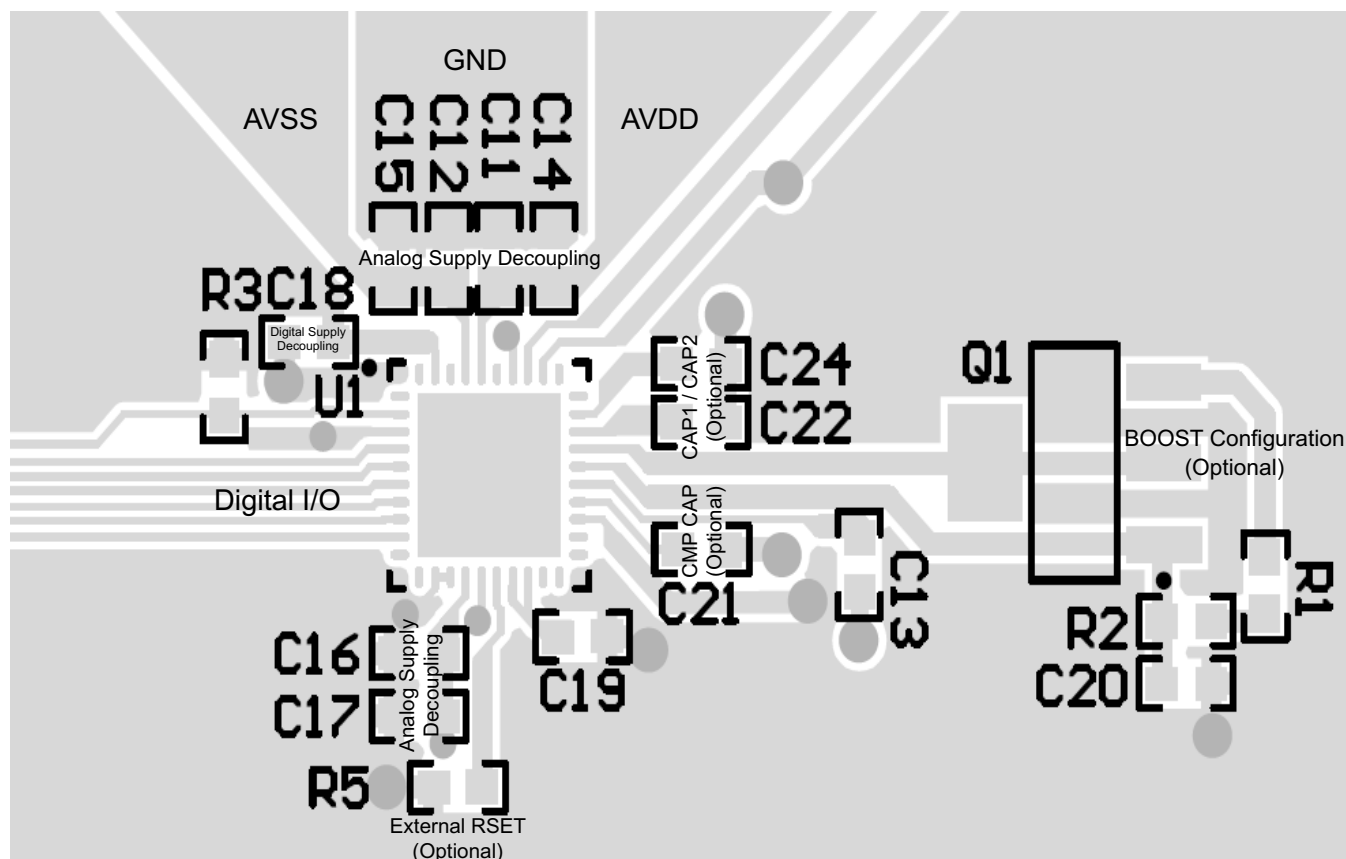 GND
AVSS
C15
C12
C11
C14
AVDD
Analog Supply Decoupling
R3
C18
Digital Supply
Decoupling
U1
CAP1 / CAP2
(Optional)
C24
C22
Q1
BOOST Configuration
(Optional)
Digital I/O
CMP CAP
(Optional)
C21
C13
R1
R2
C20
C16
C17
Analog Supply
Decoupling
C19
R5
External RSET
(Optional)